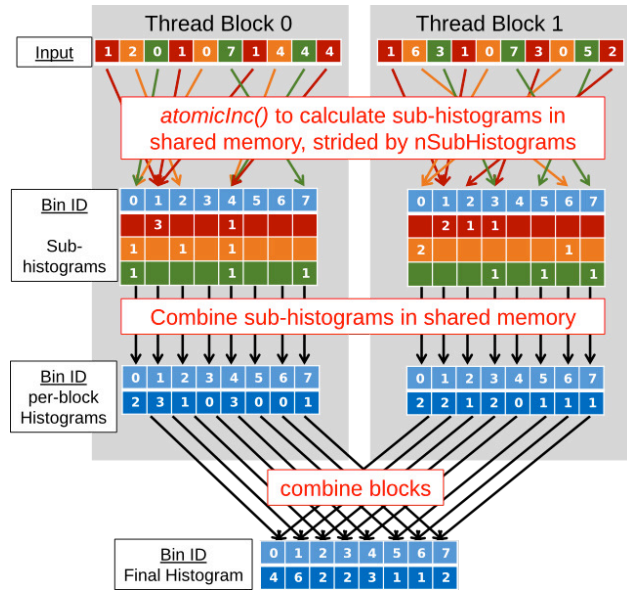 Thread Block 0 Thread Block 1
Input 1 2 0 1 0 7 1 4 4 4 1 6 3 1 0 7 3 0 5 2
atomicInc() to calculate sub-histograms in
shared memory, strided by nSubHistograms
Bin ID 0 1 2 3 4 5 6 7 0 1 2 3 4 5 6 7
3 1 2 1 1
Sub- 1 1 1 2 1
histograms 1 1 1 1 1 1
Combine sub-histograms in shared memory
Bin ID 0 1 2 3 4 5 6 7 0 1 2 3 4 5 6 7
per-block 2 3 1 0 3 0 0 1 2 2 1 2 0 1 1 1
Histograms
combine blocks
Bin ID 0 1 2 3 4 5 6 7
Final Histogram 4 6 2 2 3 1 1 2